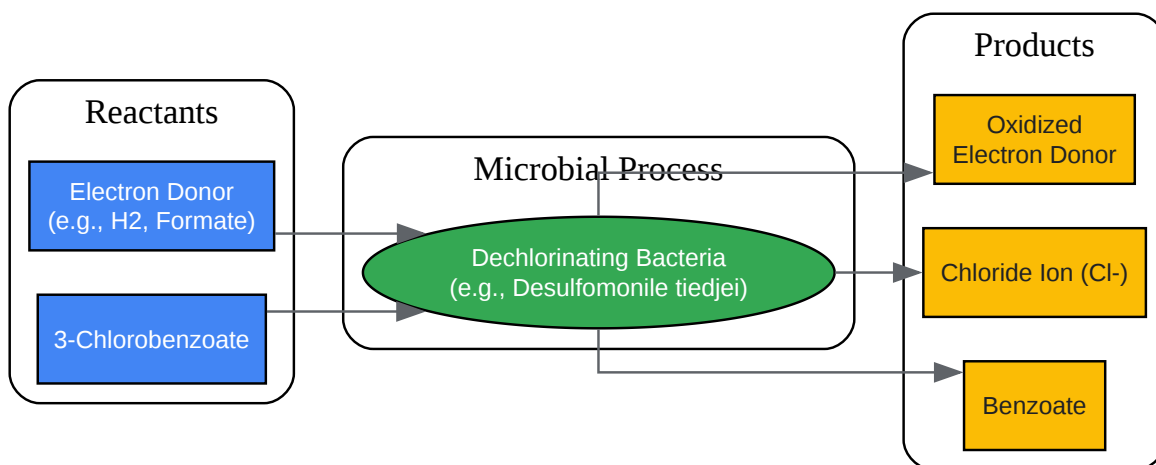 Reactants
Electron Donor
(e.g., H2, Formate)
3-Chlorobenzoate
Microbial Process
Dechlorinating Bacteria
(e.g., Desulfomonile tiedjei)
Products
Oxidized
Electron Donor
Chloride Ion (Cl-)
Benzoate